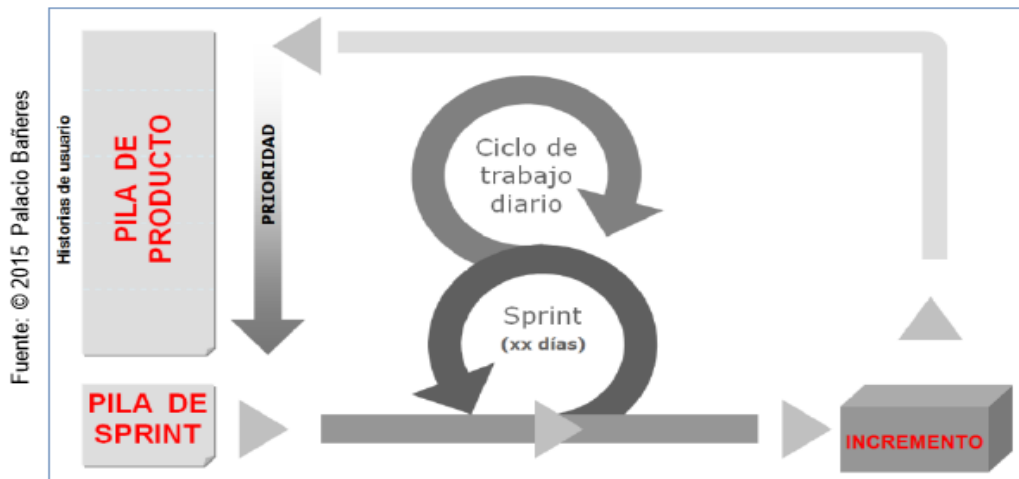 Fuente: © 2015 Palacio Bañeres
Historias de usuario
PILA DE
PRODUCTO
PRIORIDAD
Ciclo de
trabajo
diario
Sprint
(xx días)
PILA DE
SPRINT
INCREMENTO